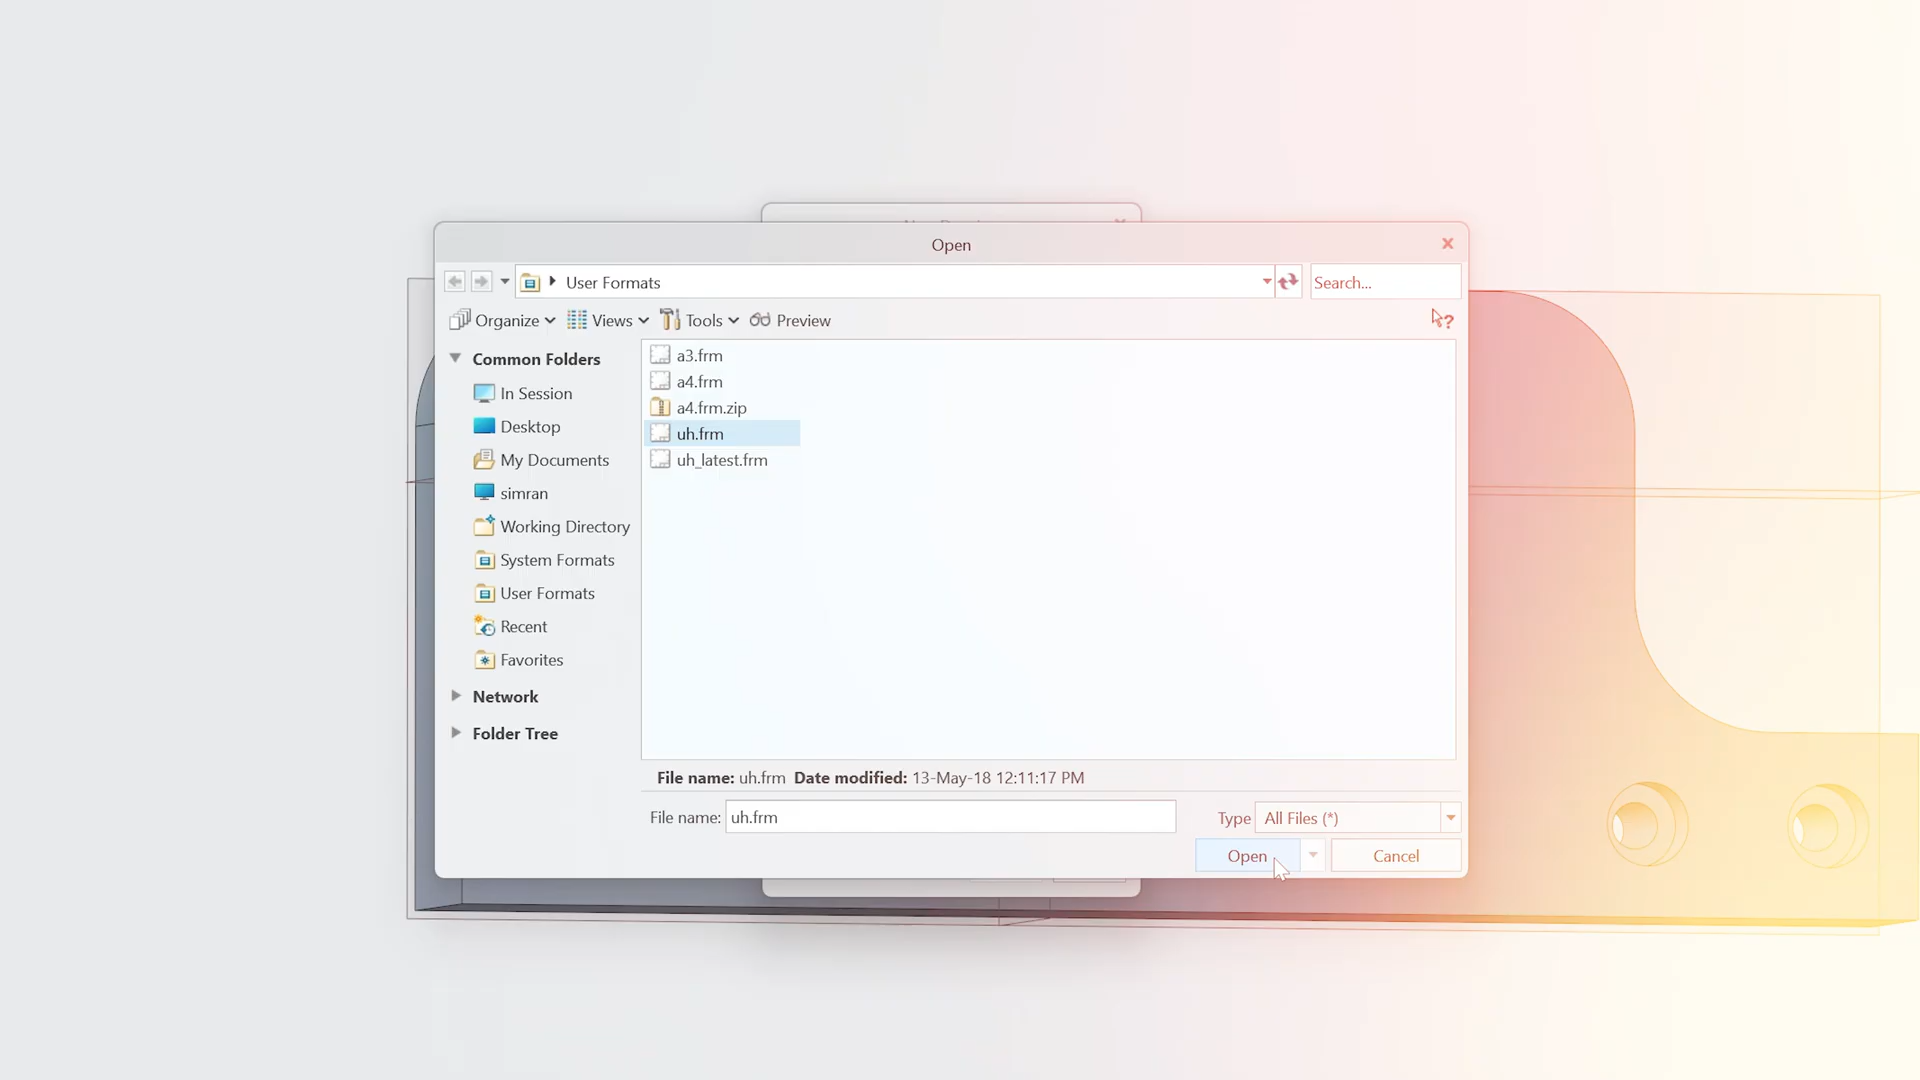 Open
User Formats
Search...
Organize Views Tools Preview
Common Folders
In Session
Desktop
My Documents
simran
Working Directory
System Formats
User Formats
Recent
Favorites
Network
Folder Tree
a3.frm
a4.frm
a4.frm.zip
uh.frm
uh_latest.frm
File name: uh.frm Date modified: 13-May-18 12:11:17 PM
File name: uh.frm
Type All Files (*)
Open Cancel